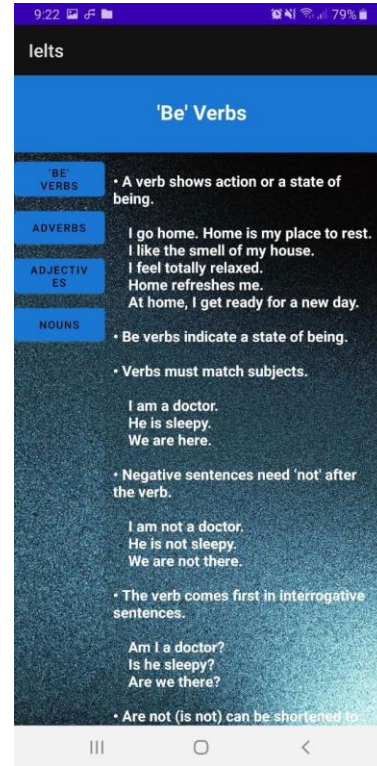 9:22 79%
Ielts
'Be' Verbs
'BE'
VERBS
ADVERBS
ADJECTIV
ES
NOUNS
• A verb shows action or a state of
being.
I go home. Home is my place to rest.
I like the smell of my house.
I feel totally relaxed.
Home refreshes me.
At home, I get ready for a new day.
• Be verbs indicate a state of being.
• Verbs must match subjects.
I am a doctor.
He is sleepy.
We are here.
• Negative sentences need 'not' after
the verb.
I am not a doctor.
He is not sleepy.
We are not there.
• The verb comes first in interrogative
sentences.
Am I a doctor?
Is he sleepy?
Are we there?
• Are not (is not) can be shortened to